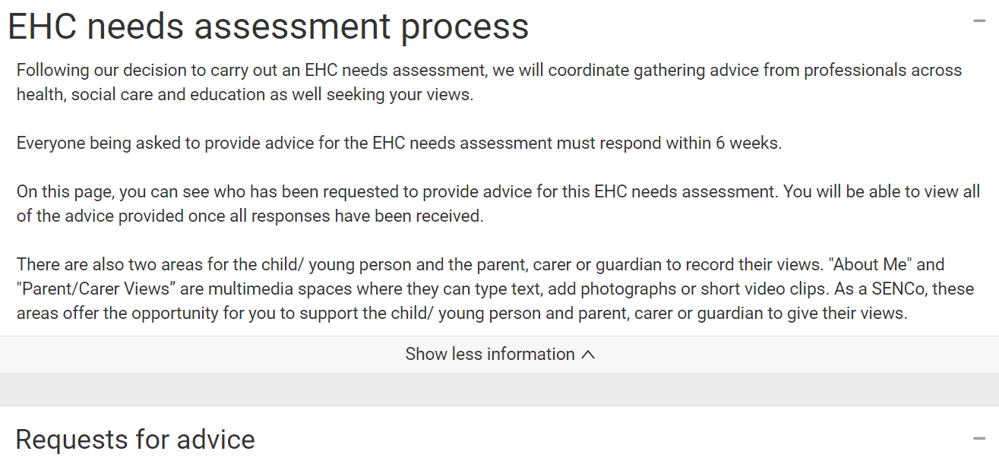 EHC needs assessment process
Following our decision to carry out an EHC needs assessment, we will coordinate gathering advice from professionals across
health, social care and education as well seeking your views.
Everyone being asked to provide advice for the EHC needs assessment must respond within 6 weeks.
On this page, you can see who has been requested to provide advice for this EHC needs assessment. You will be able to view all
of the advice provided once all responses have been received.
There are also two areas for the child/ young person and the parent, carer or guardian to record their views. "About Me" and
"Parent/Carer Views” are multimedia spaces where they can type text, add photographs or short video clips. As a SENCo, these
areas offer the opportunity for you to support the child/ young person and parent, carer or guardian to give their views.
Show less information
Requests for advice